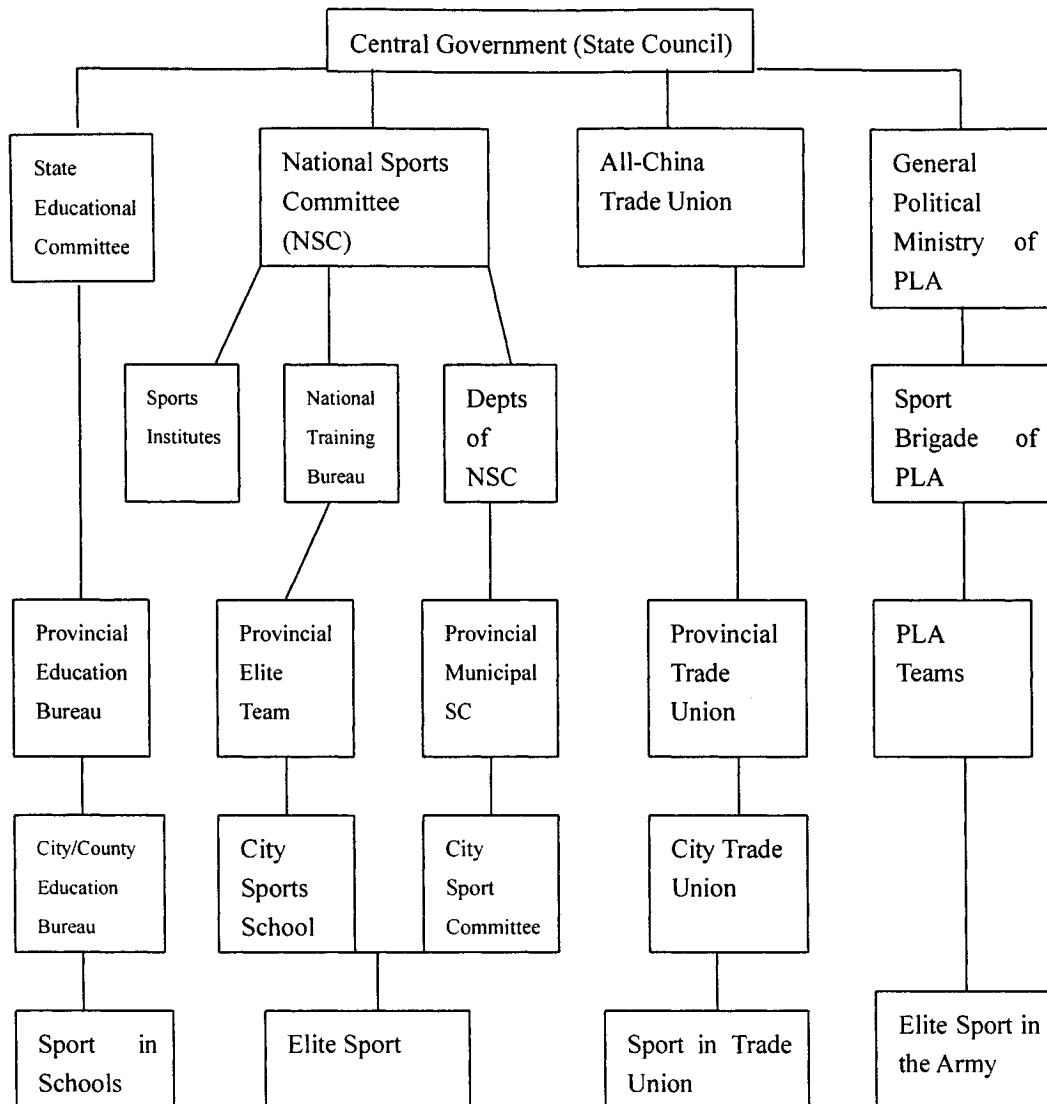 Central Government (State Council)
State
Educational
Committee
National Sports
Committee
(NSC)
All-China
Trade Union
General
Political
Ministry of
PLA
Sports
Institutes
National
Training
Bureau
Depts
of
NSC
Sport
Brigade of
PLA
Provincial
Education
Bureau
Provincial
Elite
Team
Provincial
Municipal
SC
Provincial
Trade
Union
PLA
Teams
City/County
Education
Bureau
City
Sports
School
City
Sport
Committee
City Trade
Union
Sport in
Schools
Elite Sport
Sport in Trade
Union
Elite Sport in
the Army